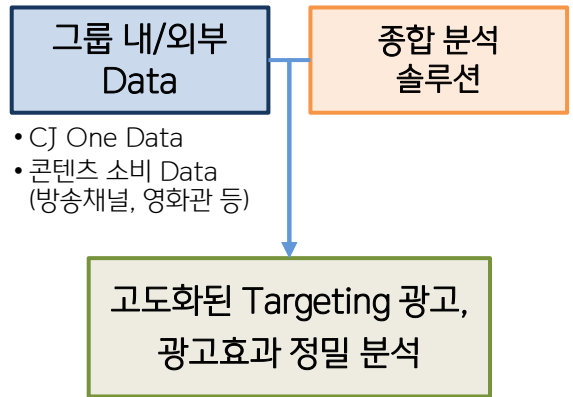 그룹 내/외부
Data
종합 분석
솔루션
• CJ One Data
• 콘텐츠 소비 Data
(방송채널, 영화관 등)
고도화된 Targeting 광고,
광고효과 정밀 분석